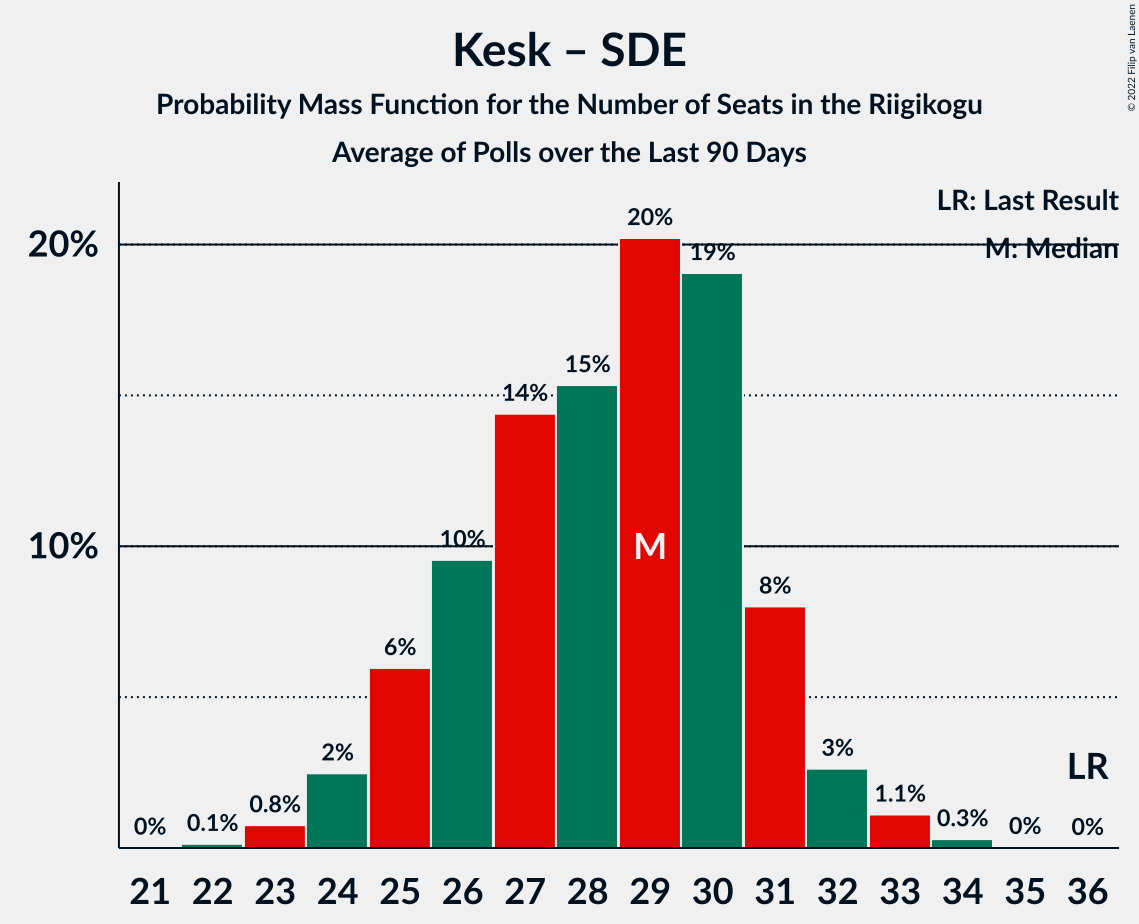 Kesk – SDE
Probability Mass Function for the Number of Seats in the Riigikogu
Average of Polls over the Last 90 Days
© 2022 Filip van Laenen
LR: Last Result
M: Median
20%
10%
0%
0.1%
0.8%
2%
6%
10%
14%
15%
20%
19%
8%
3%
1.1%
0.3%
0%
0%
M
LR
21 22 23 24 25 26 27 28 29 30 31 32 33 34 35 36